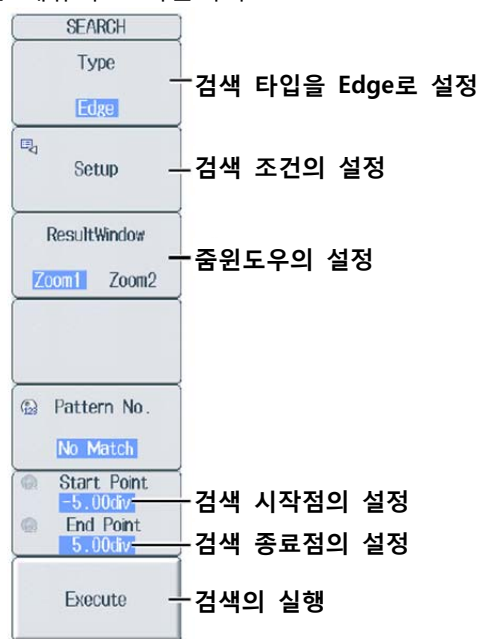 SEARCH
Type
Edge
검색 타입을 Edge로 설정
Setup
검색 조건의 설정
ResultWindow
Zoom1 Zoom2
줌윈도우의 설정
Pattern No.
No Match
Start Point
-5.00div
검색 시작점의 설정
End Point
5.00div
검색 종료점의 설정
Execute
검색의 실행